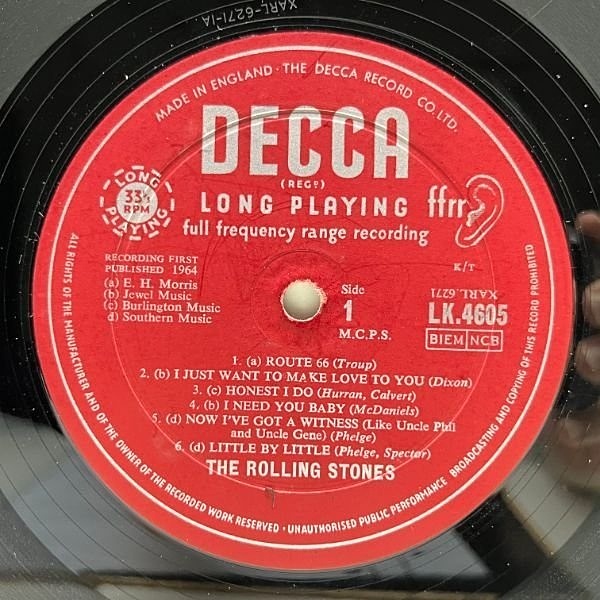 XARL-6271-1A
MADE IN ENGLAND · THE DECCA RECORD CO. LTD.
DECCA
(REGD)
LONG PLAYING
ffrr
full frequency range recording
LONG
33⅓
RPM
PLAYING
RECORDING FIRST
PUBLISHED 1964
(a) E. H. Morris
(b) Jewel Music
(c) Burlington Music
(d) Southern Music
Side
1
M.C.P.S.
K/T
XARL.6271
LK.4605
BIEM NCB
1. (a) ROUTE 66 (Troup)
2. (b) I JUST WANT TO MAKE LOVE TO YOU (Dixon)
3. (c) HONEST I DO (Hurran, Calvert)
4. (b) I NEED YOU BABY (McDaniels)
5. (d) NOW I'VE GOT A WITNESS (Like Uncle Phil
and Uncle Gene) (Phelge)
6. (d) LITTLE BY LITTLE (Phelge, Spector)
THE ROLLING STONES
ALL RIGHTS OF THE MANUFACTURER AND OF THE OWNER OF THE RECORDED WORK RESERVED · UNAUTHORISED PUBLIC PERFORMANCE BROADCASTING AND COPYING OF THIS RECORD PROHIBITED